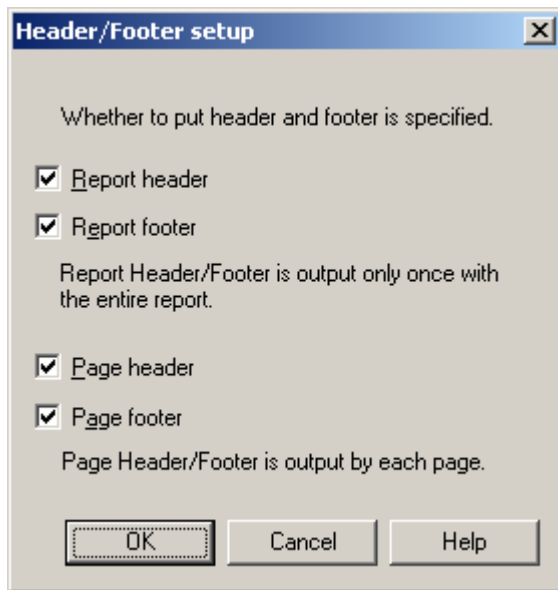 Header/Footer setup
Whether to put header and footer is specified.
Report header
Report footer
Report Header/Footer is output only once with
the entire report.
Page header
Page footer
Page Header/Footer is output by each page.
OK Cancel Help